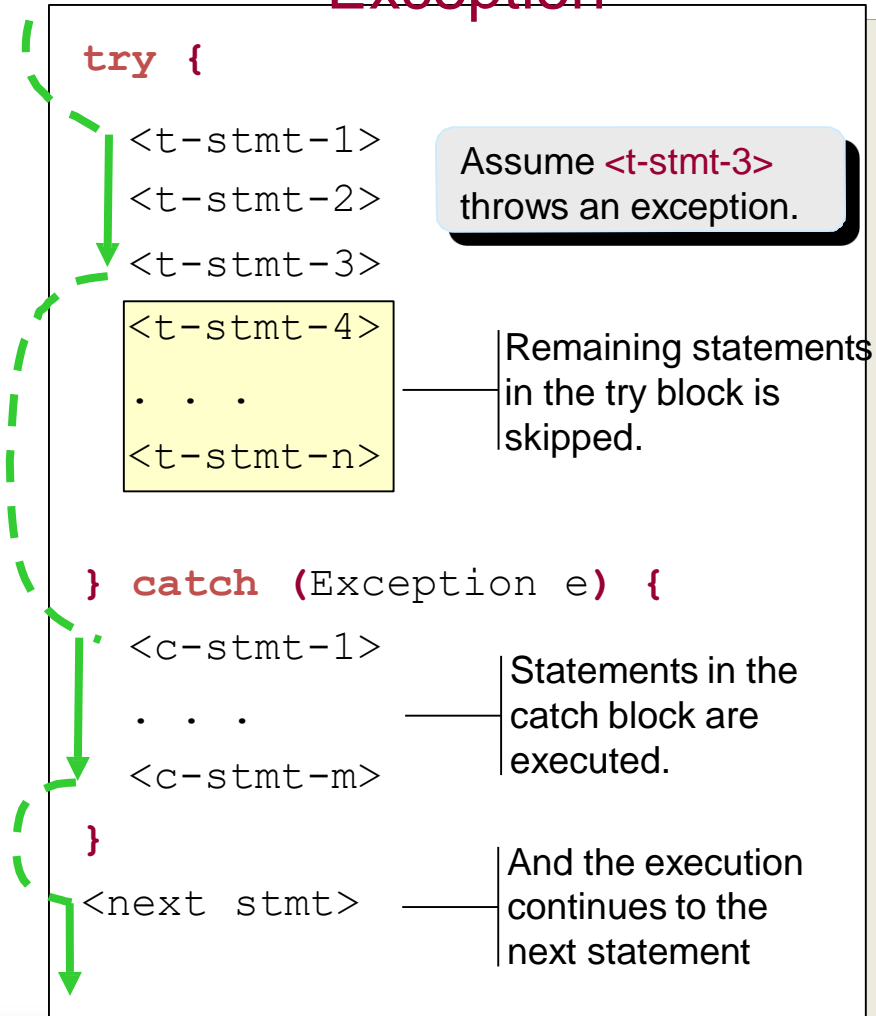 Exception
try {
<t-stmt-1>
<t-stmt-2>
<t-stmt-3>
Assume <t-stmt-3>
throws an exception.
<t-stmt-4>
. . .
<t-stmt-n>
Remaining statements
in the try block is
skipped.
} catch (Exception e) {
<c-stmt-1>
. . .
<c-stmt-m>
Statements in the
catch block are
executed.
}
<next stmt>
And the execution
continues to the
next statement